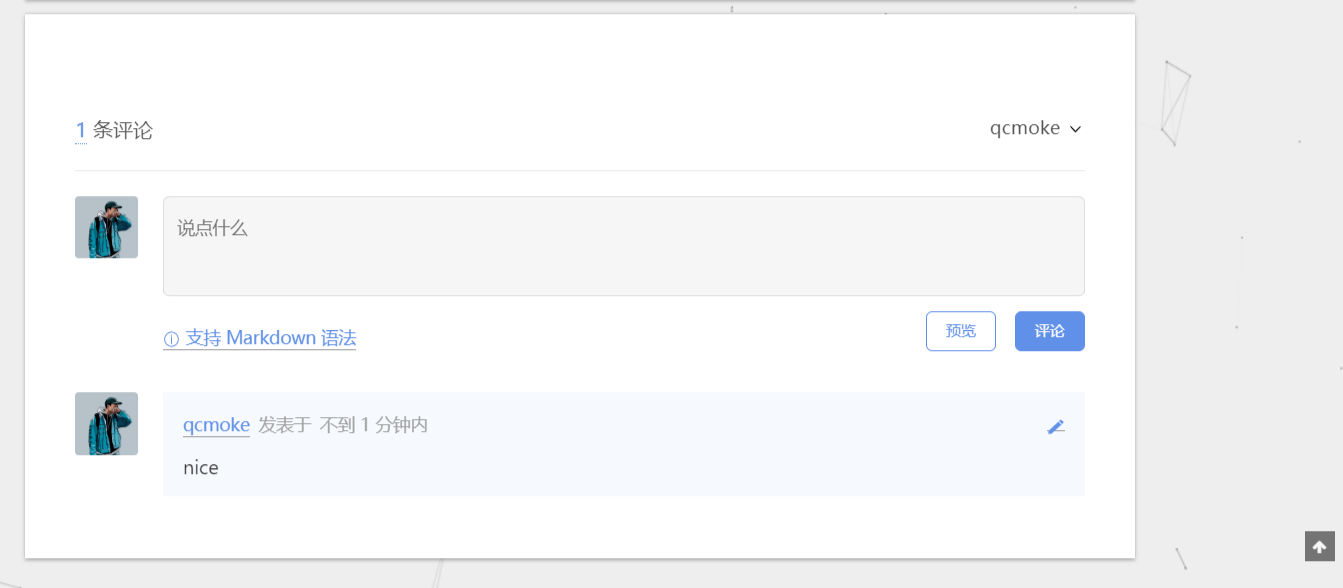 1 条评论
qcmoke
说点什么
支持 Markdown 语法
预览
评论
qcmoke 发表于 不到 1 分钟内
nice